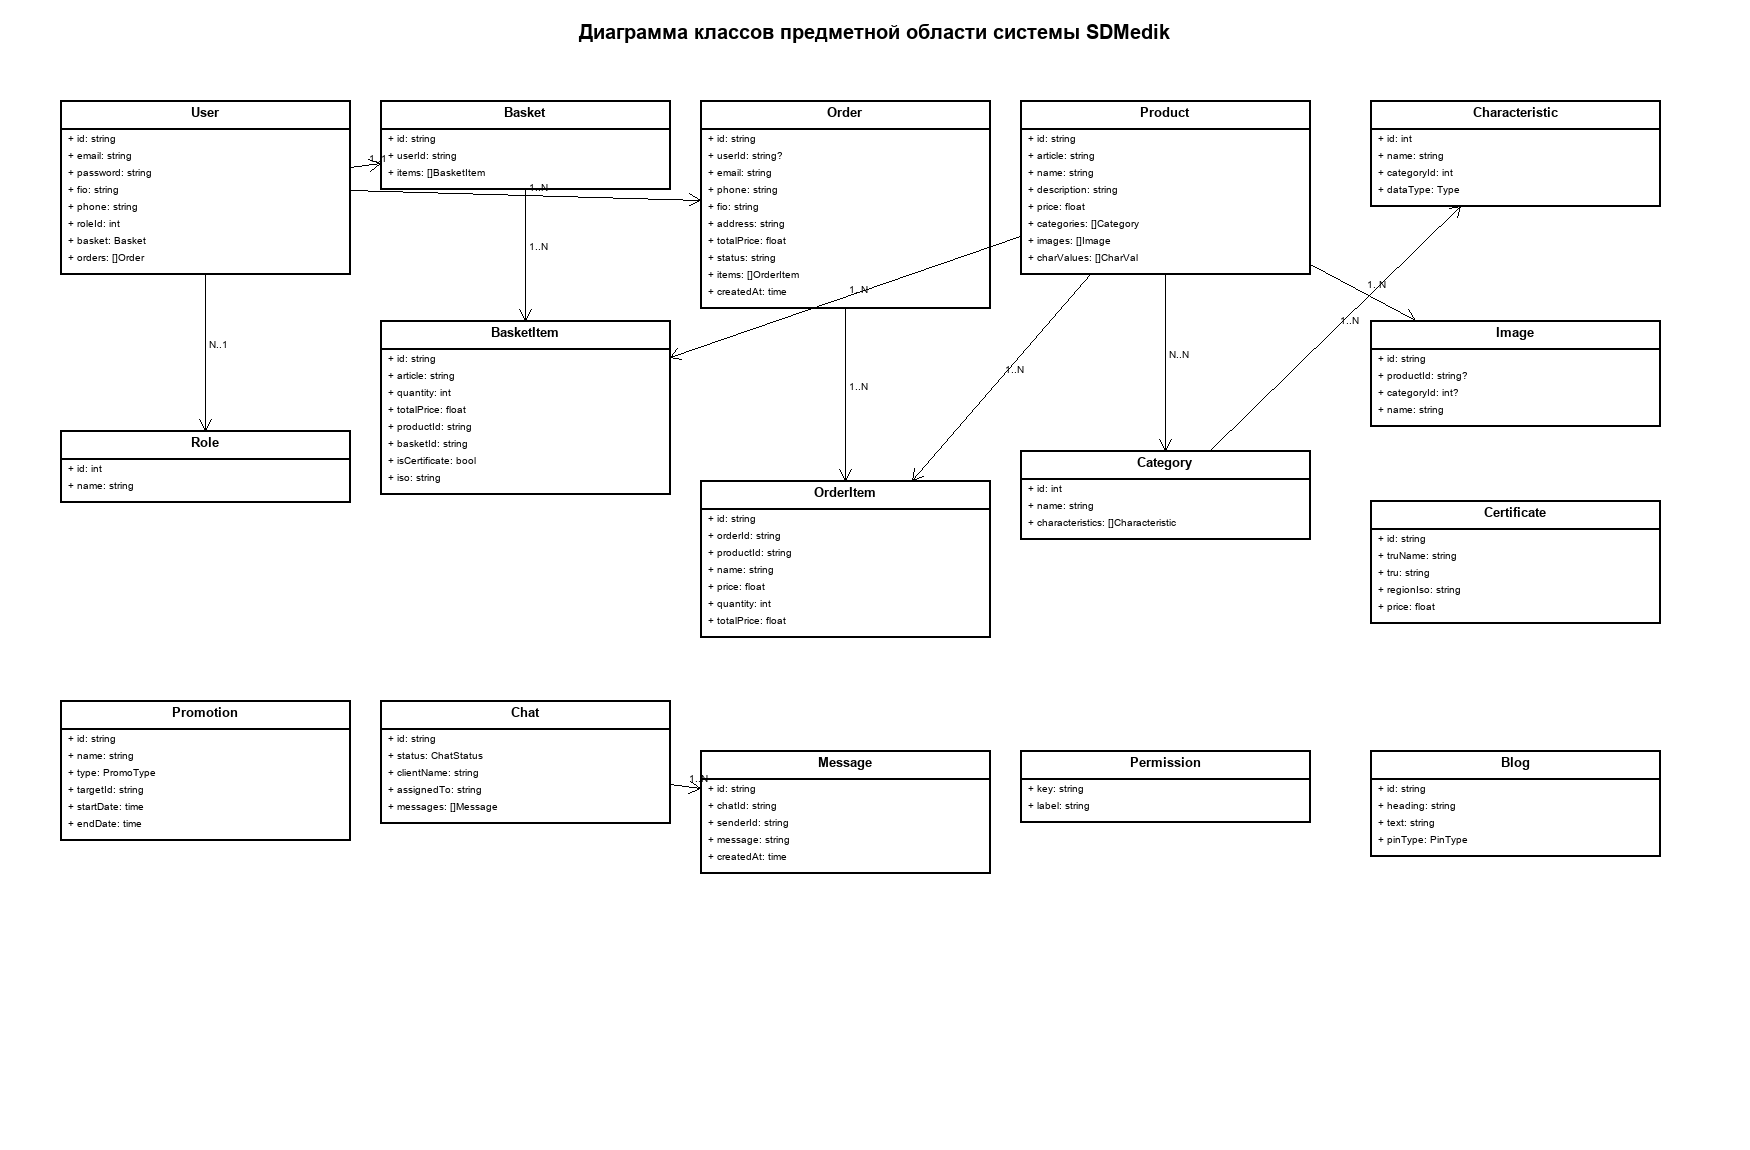 Диаграмма классов предметной области системы SDMedik
User
+ id: string
+ email: string
+ password: string
+ fio: string
+ phone: string
+ roleId: int
+ basket: Basket
+ orders: []Order
1..1
Basket
+ id: string
+ userId: string
+ items: []BasketItem
1..N
1..N
Order
+ id: string
+ userId: string?
+ email: string
+ phone: string
+ fio: string
+ address: string
+ totalPrice: float
+ status: string
+ items: []OrderItem
+ createdAt: time
1..N
Product
+ id: string
+ article: string
+ name: string
+ description: string
+ price: float
+ categories: []Category
+ images: []Image
+ charValues: []CharVal
Characteristic
+ id: int
+ name: string
+ categoryId: int
+ dataType: Type
1..N
1..N
Image
+ id: string
+ productId: string?
+ categoryId: int?
+ name: string
N..1
Role
+ id: int
+ name: string
BasketItem
+ id: string
+ article: string
+ quantity: int
+ totalPrice: float
+ productId: string
+ basketId: string
+ isCertificate: bool
+ iso: string
1..N
1..N
N..N
OrderItem
+ id: string
+ orderId: string
+ productId: string
+ name: string
+ price: float
+ quantity: int
+ totalPrice: float
Category
+ id: int
+ name: string
+ characteristics: []Characteristic
Certificate
+ id: string
+ truName: string
+ tru: string
+ regionIso: string
+ price: float
Promotion
+ id: string
+ name: string
+ type: PromoType
+ targetId: string
+ startDate: time
+ endDate: time
Chat
+ id: string
+ status: ChatStatus
+ clientName: string
+ assignedTo: string
+ messages: []Message
1..N
Message
+ id: string
+ chatId: string
+ senderId: string
+ message: string
+ createdAt: time
Permission
+ key: string
+ label: string
Blog
+ id: string
+ heading: string
+ text: string
+ pinType: PinType